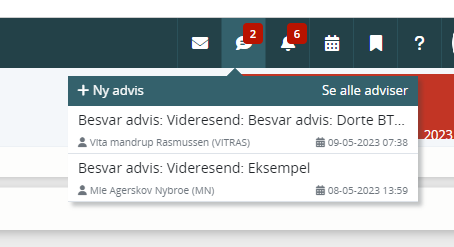 2
6
?
+ Ny advis
Se alle adviser
Besvar advis: Videresend: Besvar advis: Dorte BT...
Vita mandrup Rasmussen (VITRAS)
09-05-2023 07:38
2023
Besvar advis: Videresend: Eksempel
Mie Agerskov Nybroe (MN)
08-05-2023 13:59